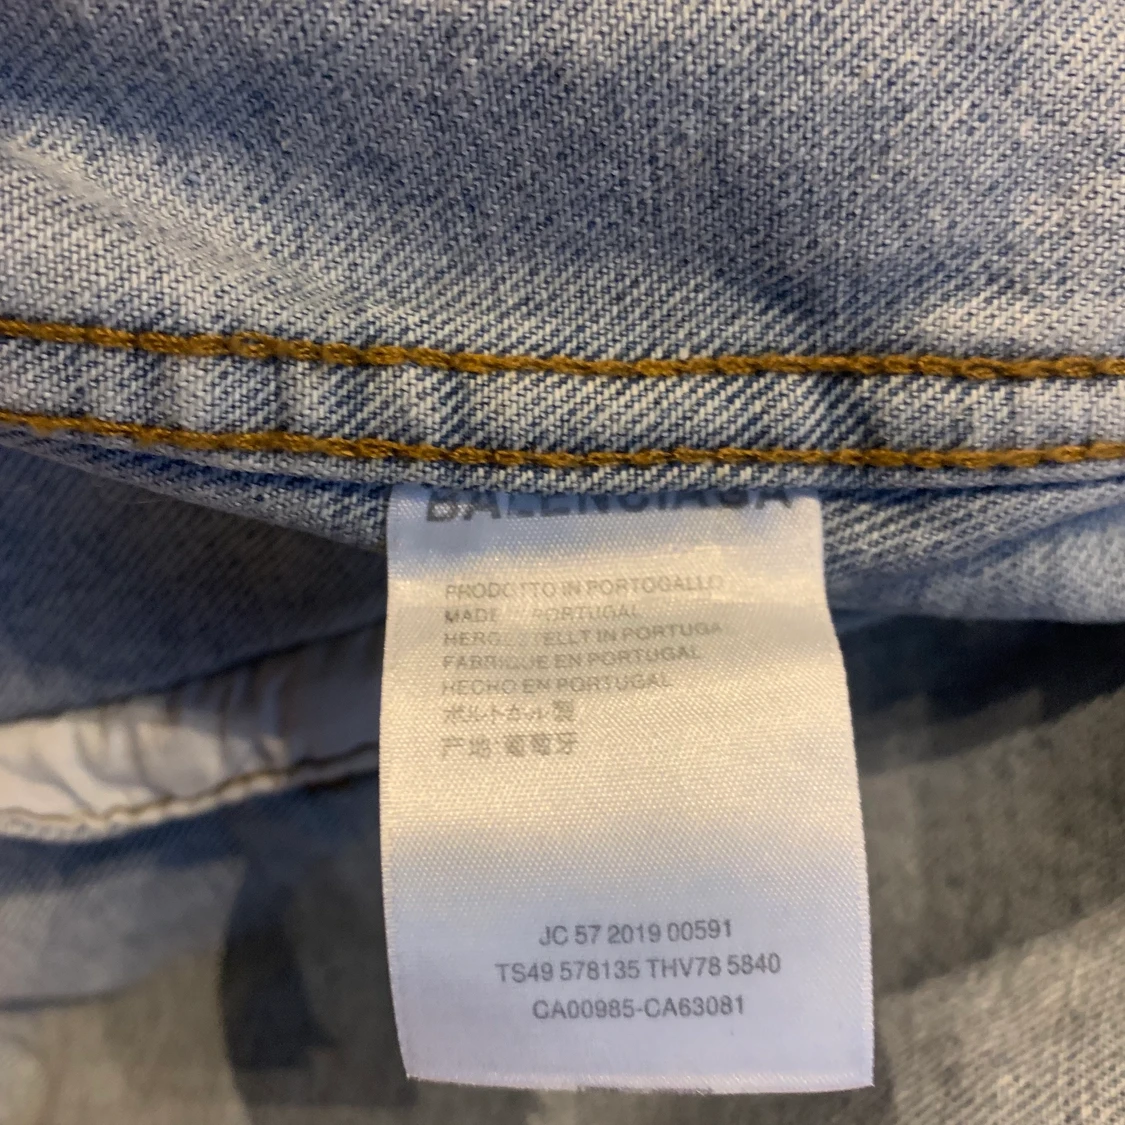 BALENCIAGA
PRODOTTO IN PORTOGALLO
MADE PORTUGAL
HERGESTELLT IN PORTUGA
FABRIQUE EN PORTUGAL
HECHO EN PORTUGAL
ポルトガル製
产地:葡萄牙
JC 57 2019 00591
TS49 578135 THV78 5840
CA00985-CA63081